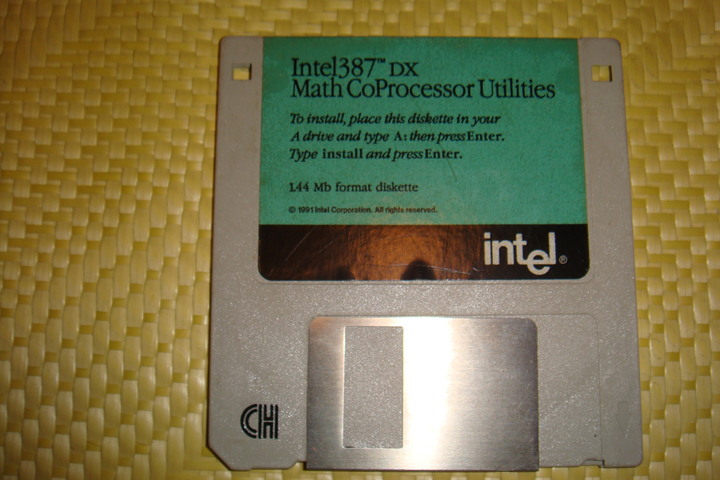 Intel387™ DX
Math CoProcessor Utilities
To install, place this diskette in your
A drive and type A: then press Enter.
Type install and press Enter.
1.44 Mb format diskette
© 1991 Intel Corporation. All rights reserved.
intel®
CH